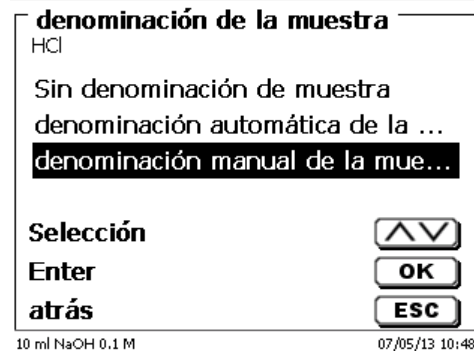 denominación de la muestra
HCl
Sin denominación de muestra
denominación automática de la ...
denominación manual de la mue...
Selección
Enter OK
atrás ESC
10 ml NaOH 0.1 M 07/05/13 10:48